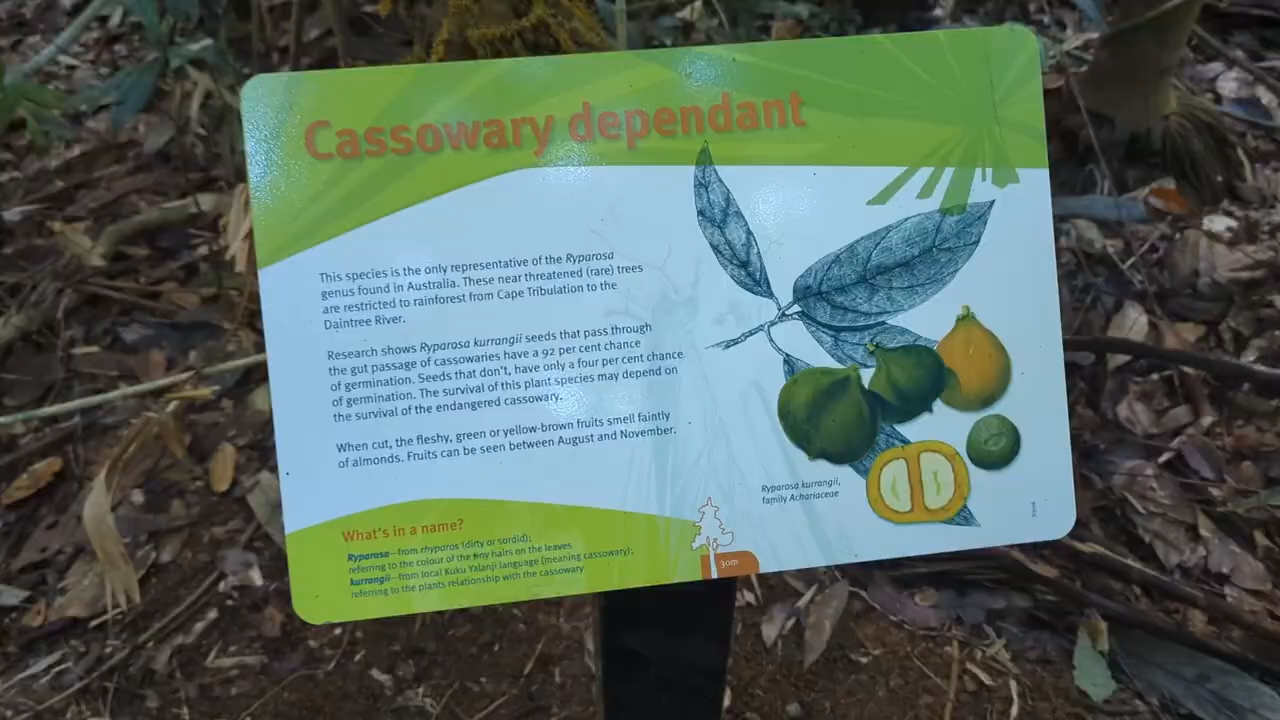 Cassowary dependant
This species is the only representative of the Ryparosa
genus found in Australia. These near threatened (rare) trees
are restricted to rainforest from Cape Tribulation to the
Daintree River.
Research shows Ryparosa kurrangii seeds that pass through
the gut passage of cassowaries have a 92 per cent chance
of germination. Seeds that don't, have only a four per cent chance
of germination. The survival of this plant species may depend on
the survival of the endangered cassowary.
When cut, the fleshy, green or yellow-brown fruits smell faintly
of almonds. Fruits can be seen between August and November.
Ryparosa kurrangii,
family Achariaceae
What's in a name?
Ryparosa—from rhyparos (dirty or sordid);
referring to the colour of the tiny hairs on the leaves
kurrangii—from local Kuku Yalanji language (meaning cassowary);
referring to the plants relationship with the cassowary
30m